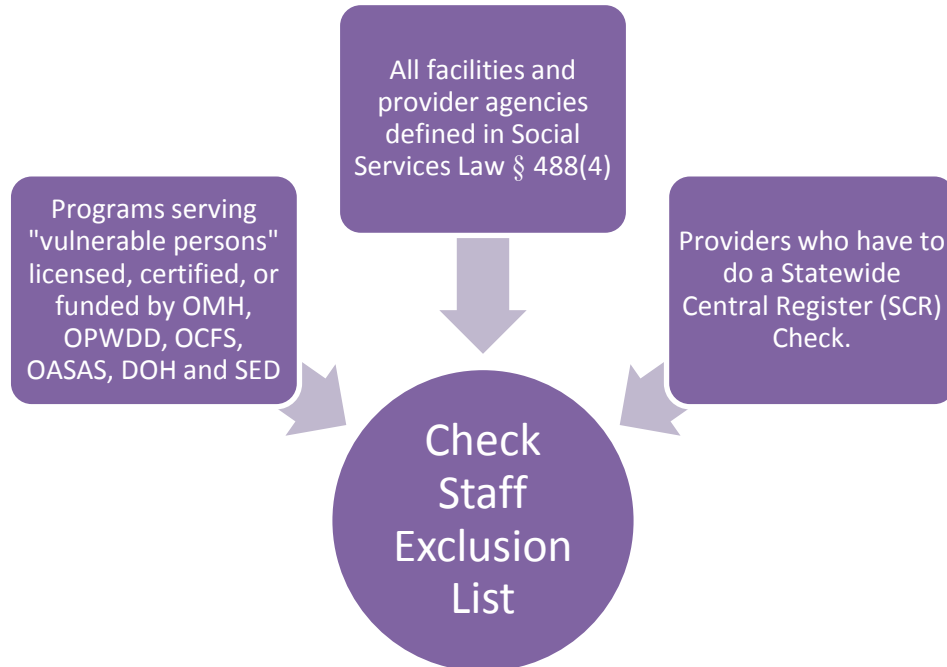 All facilities and
provider agencies
defined in Social
Services Law § 488(4)
Programs serving
"vulnerable persons"
licensed, certified, or
funded by OMH,
OPWDD, OCFS,
OASAS, DOH and SED
Providers who have to
do a Statewide
Central Register (SCR)
Check.
Check
Staff
Exclusion
List